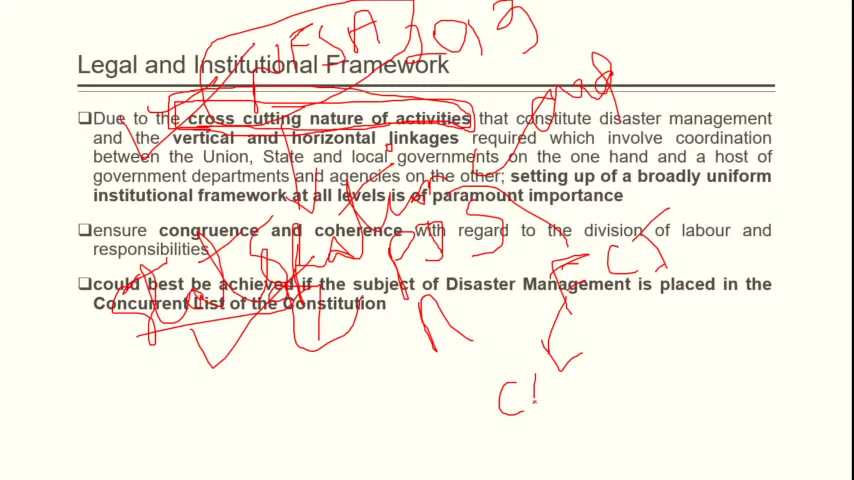 NFSA 2013
Legal and Institutional Framework
❑Due to the cross cutting nature of activities that constitute disaster management
and the vertical and horizontal linkages required which involve coordination
between the Union, State and local governments on the one hand and a host of
government departments and agencies on the other; setting up of a broadly uniform
institutional framework at all levels is of paramount importance
❑ensure congruence and coherence with regard to the division of labour and
responsibilities
PDS
FCI
❑could best be achieved if the subject of Disaster Management is placed in the
Concurrent List of the Constitution